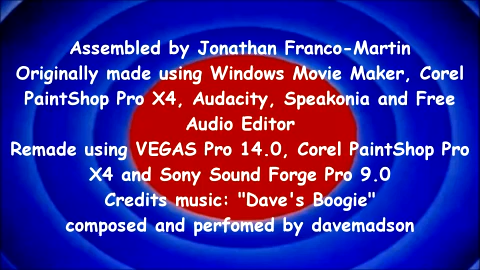 Assembled by Jonathan Franco-Martin
Originally made using Windows Movie Maker, Corel
PaintShop Pro X4, Audacity, Speakonia and Free
Audio Editor
Remade using VEGAS Pro 14.0, Corel PaintShop Pro
X4 and Sony Sound Forge Pro 9.0
Credits music: "Dave's Boogie"
composed and perfomed by davemadson